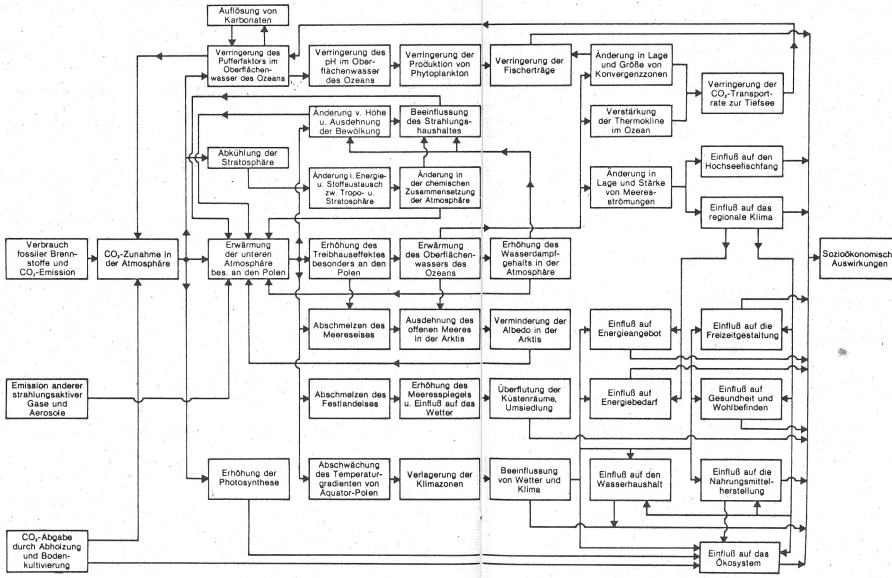 Auflösung von
Karbonaten
Verringerung des
Pufferfaktors im
Oberflächen-
wasser des Ozeans
Verringerung des
pH im Ober-
flächenwasser
des Ozeans
Verringerung der
Produktion von
Phytoplankton
Verringerung
der Fischerträge
Änderung in Lage
und Größe von
Konvergenzzonen
Verringerung der
CO₂-Transport-
rate zur Tiefsee
Änderung v. Höhe
u. Ausdehnung
der Bewölkung
Beeinflussung
des Strahlungs-
haushaltes
Verstärkung
der Thermokline
im Ozean
Abkühlung der
Stratosphäre
Änderung i. Energie-
u. Stoffaustausch
zw. Tropo- u.
Stratosphäre
Änderung in
der chemischen
Zusammensetzung
der Atmosphäre
Änderung in
Lage und Stärke
von Meeres-
strömungen
Einfluß auf den
Hochseefischfang
Einfluß auf das
regionale Klima
Verbrauch
fossiler Brenn-
stoffe und
CO₂-Emission
CO₂-Zunahme in
der Atmosphäre
Erwärmung
der unteren
Atmosphäre
bes. an den Polen
Erhöhung des
Treibhauseffektes
besonders an den
Polen
Erwärmung
des Oberflächen-
wassers des
Ozeans
Erhöhung des
Wasserdampf-
gehalts in der
Atmosphäre
Sozioökonomisch
Auswirkungen
Abschmelzen des
Meereseises
Ausdehnung des
offenen Meeres
in der Arktis
Verminderung der
Albedo in der
Arktis
Einfluß auf
Energieangebot
Einfluß auf die
Freizeitgestaltung
Emission anderer
strahlungsaktiver
Gase und
Aerosole
Abschmelzen des
Festlandeises
Erhöhung des
Meeresspiegels
u. Einfluß auf das
Wetter
Überflutung der
Küstenräume,
Umsiedlung
Einfluß auf
Energiebedarf
Einfluß auf
Gesundheit und
Wohlbefinden
Erhöhung der
Photosynthese
Abschwächung
des Temperatur-
gradienten von
Äquator-Polen
Verlagerung der
Klimazonen
Beeinflussung
von Wetter und
Klima
Einfluß auf den
Wasserhaushalt
Einfluß auf die
Nahrungsmittel-
herstellung
CO₂-Abgabe
durch Abholzung
und Boden-
kultivierung
Einfluß auf das
Ökosystem